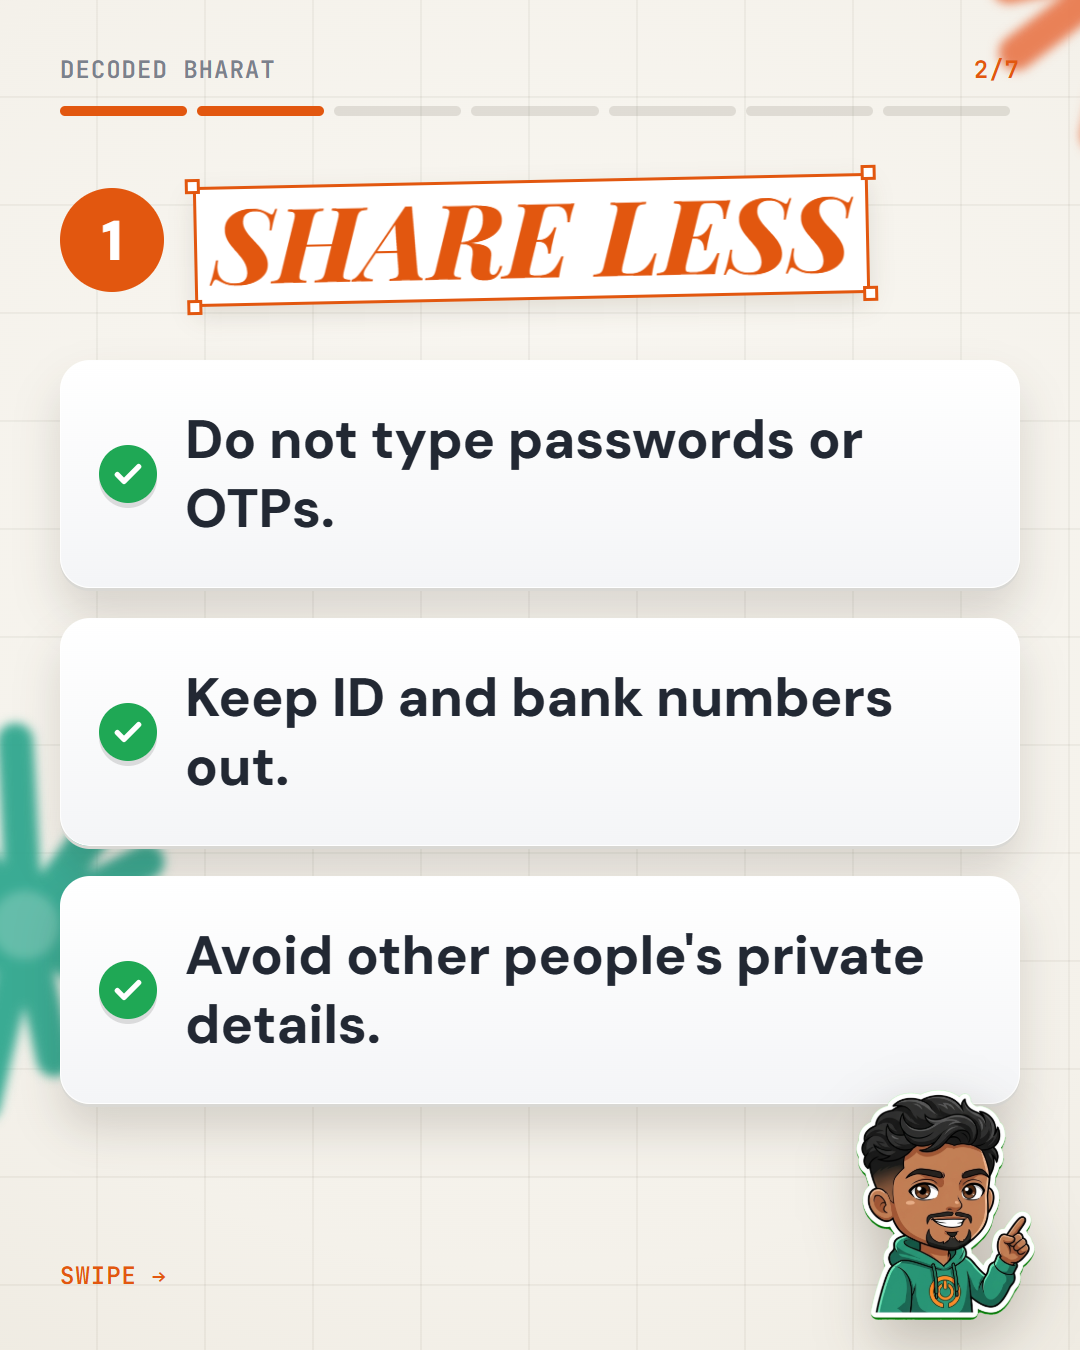 DECODED BHARAT
2/7
1
SHARE LESS
Do not type passwords or
OTPs.
Keep ID and bank numbers
out.
Avoid other people's private
details.
SWIPE →